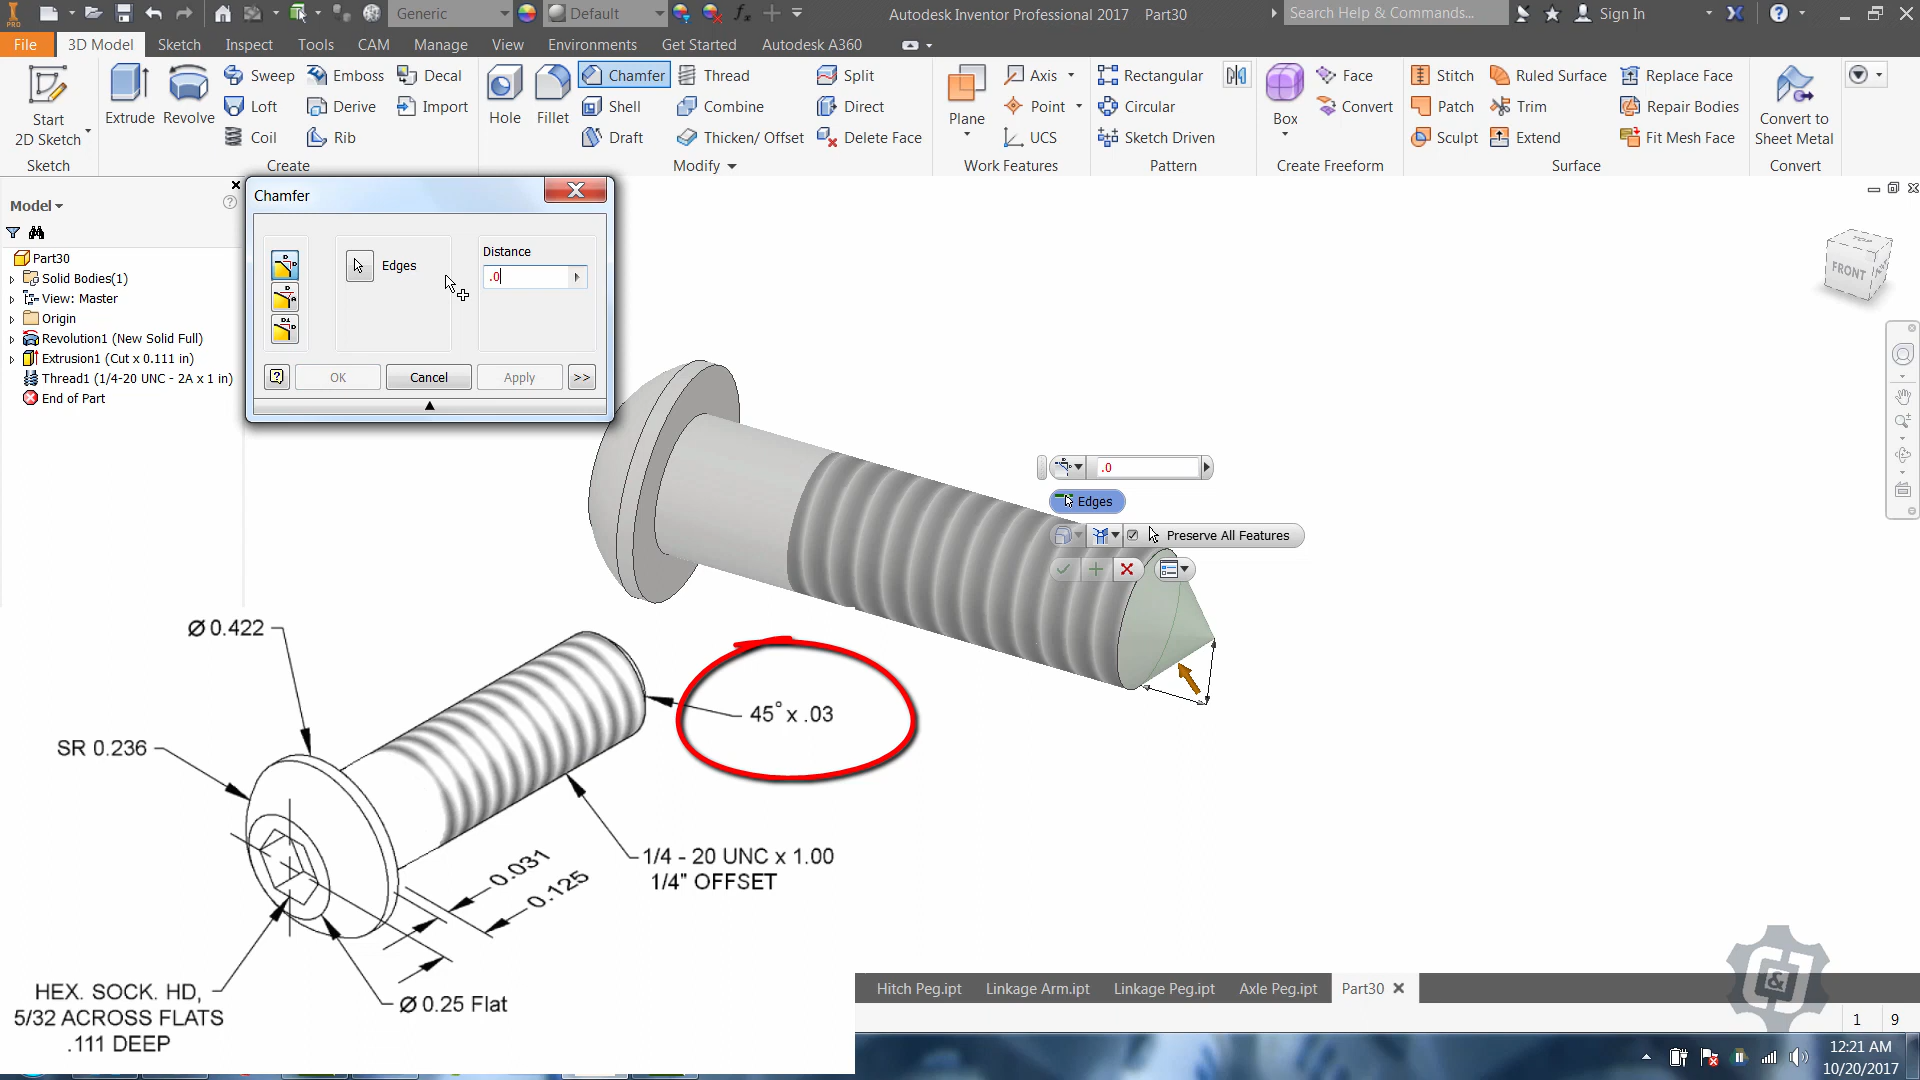 PRO
Generic
Default
Autodesk Inventor Professional 2017 Part30
Search Help & Commands...
Sign In
File
3D Model
Sketch
Inspect
Tools
CAM
Manage
View
Environments
Get Started
Autodesk A360
Start
2D Sketch
Sketch
Extrude
Revolve
Sweep
Loft
Coil
Emboss
Derive
Rib
Decal
Import
Create
Hole
Fillet
Chamfer
Shell
Draft
Thread
Combine
Thicken/ Offset
Split
Direct
Delete Face
Modify
Plane
Axis
Point
UCS
Work Features
Rectangular
Circular
Sketch Driven
Pattern
Box
Face
Convert
Create Freeform
Stitch
Patch
Sculpt
Ruled Surface
Trim
Extend
Replace Face
Repair Bodies
Fit Mesh Face
Surface
Convert to
Sheet Metal
Convert
Model
Part30
Solid Bodies(1)
View: Master
Origin
Revolution1 (New Solid Full)
Extrusion1 (Cut x 0.111 in)
Thread1 (1/4-20 UNC - 2A x 1 in)
End of Part
Chamfer
Edges
Distance
.0
OK
Cancel
Apply
>>
TOP
FRONT
.0
Edges
Preserve All Features
Ø 0.422
SR 0.236
45° x .03
1/4 - 20 UNC x 1.00
1/4" OFFSET
0.031
0.125
HEX. SOCK. HD,
5/32 ACROSS FLATS
.111 DEEP
Ø 0.25 Flat
Hitch Peg.ipt
Linkage Arm.ipt
Linkage Peg.ipt
Axle Peg.ipt
Part30
1 9
12:21 AM
10/20/2017